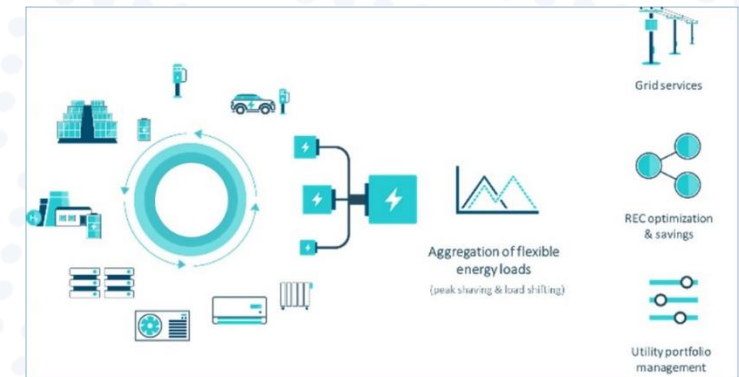 Grid services
REC optimization
& savings
Aggregation of flexible
energy loads
(peak shaving & load shifting)
Utility portfolio
management
H